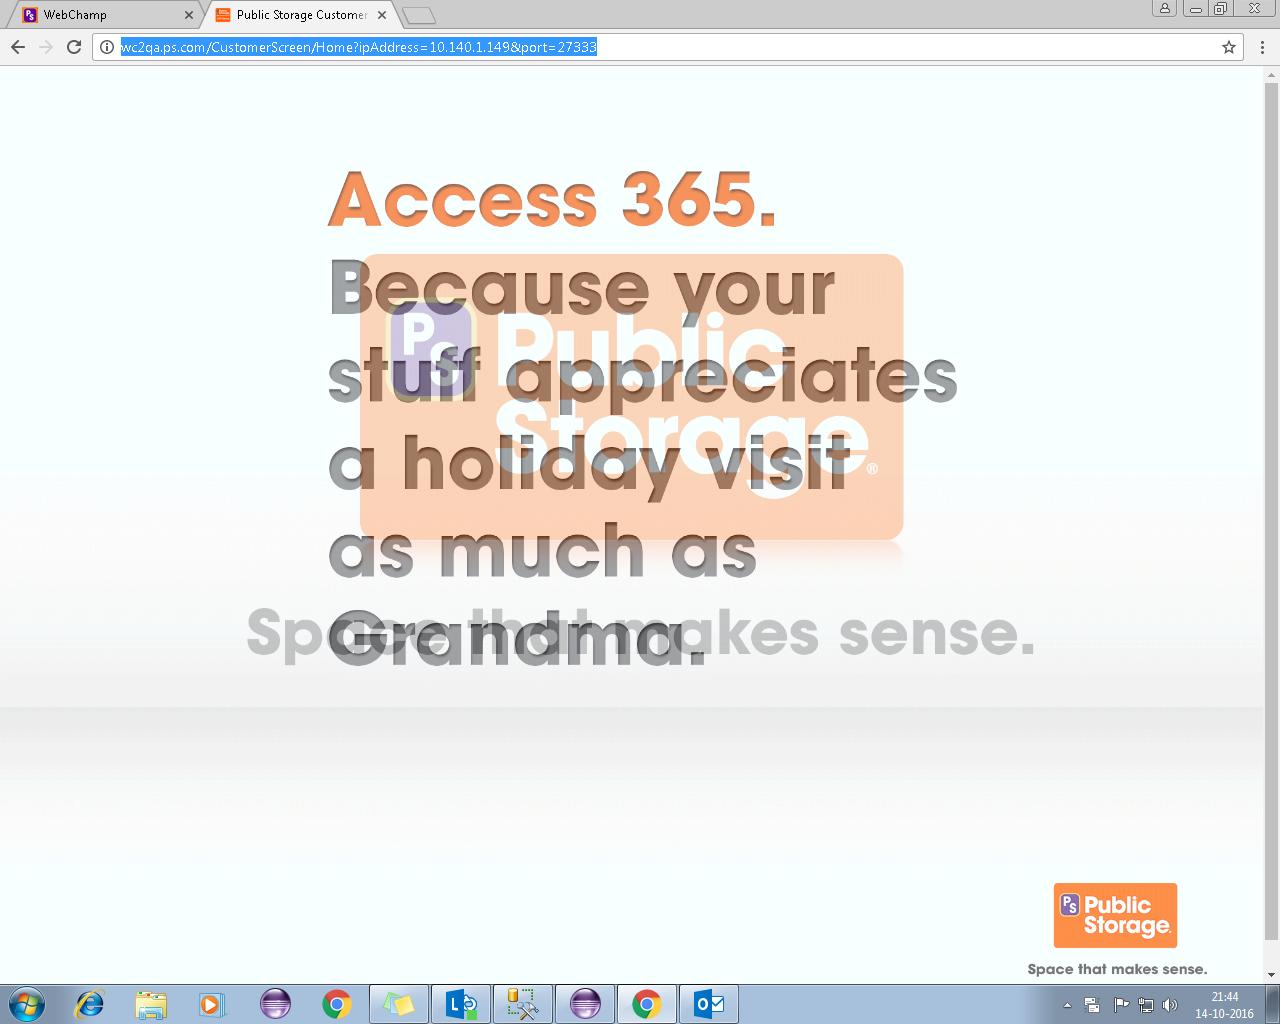 WebChamp
Public Storage Customer
wc2qa.ps.com/CustomerScreen/Home?ipAddress=10.140.1.149&port=27333
Access 365.
Because your
stuff appreciates
a holiday visit
as much as
Grandma.
PS
Public
Storage®
Space that makes sense.
PS Public
Storage.
Space that makes sense.
21:44
14-10-2016